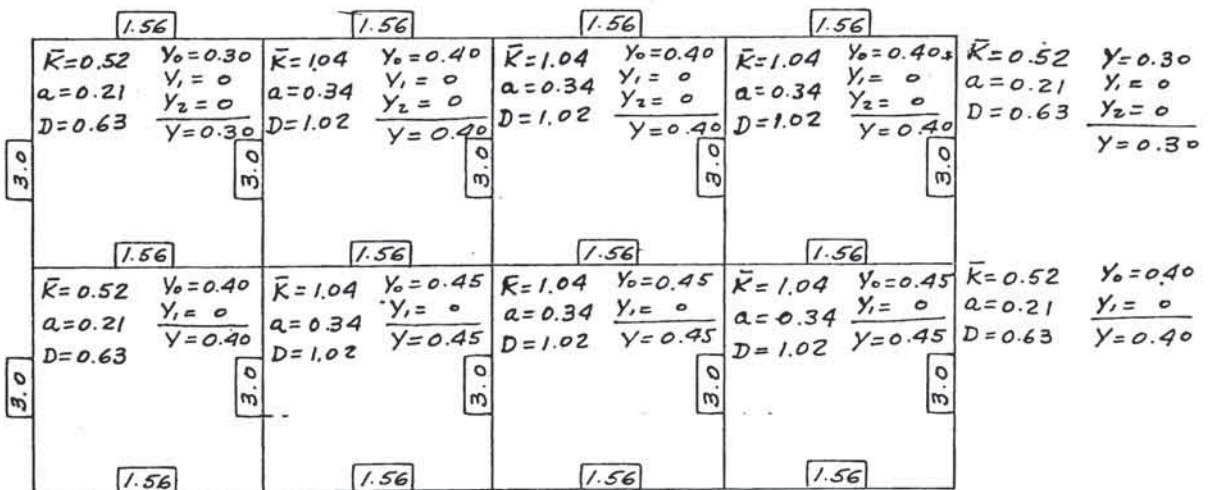 1.56 1.56 1.56 1.56
K̄=0.52 Y₀=0.30 K̄=1.04 Y₀=0.40 K̄=1.04 Y₀=0.40 K̄=1.04 Y₀=0.40 K̄=0.52 Y=0.30
a=0.21 Y₁= 0 a=0.34 Y₁= 0 a=0.34 Y₁= 0 a=0.34 Y₁= 0 a=0.21 Y₁= 0
D=0.63 Y₂=0 D=1.02 Y₂= 0 D=1.02 Y₂= 0 D=1.02 Y₂= 0 D=0.63 Y₂= 0
Y=0.30 Y=0.40 Y=0.40 Y=0.40 Y=0.30
3.0 3.0 3.0 3.0 3.0
1.56 1.56 1.56 1.56
K̄=0.52 Y₀=0.40 K̄=1.04 Y₀=0.45 K̄=1.04 Y₀=0.45 K̄=1.04 Y₀=0.45 K̄=0.52 Y₀=0.40
a=0.21 Y₁= 0 a=0.34 Y₁= 0 a=0.34 Y₁= 0 a=0.34 Y₁= 0 a=0.21 Y₁= 0
D=0.63 Y=0.40 D=1.02 Y=0.45 D=1.02 Y=0.45 D=1.02 Y=0.45 D=0.63 Y=0.40
3.0 3.0 3.0 3.0 3.0
1.56 1.56 1.56 1.56